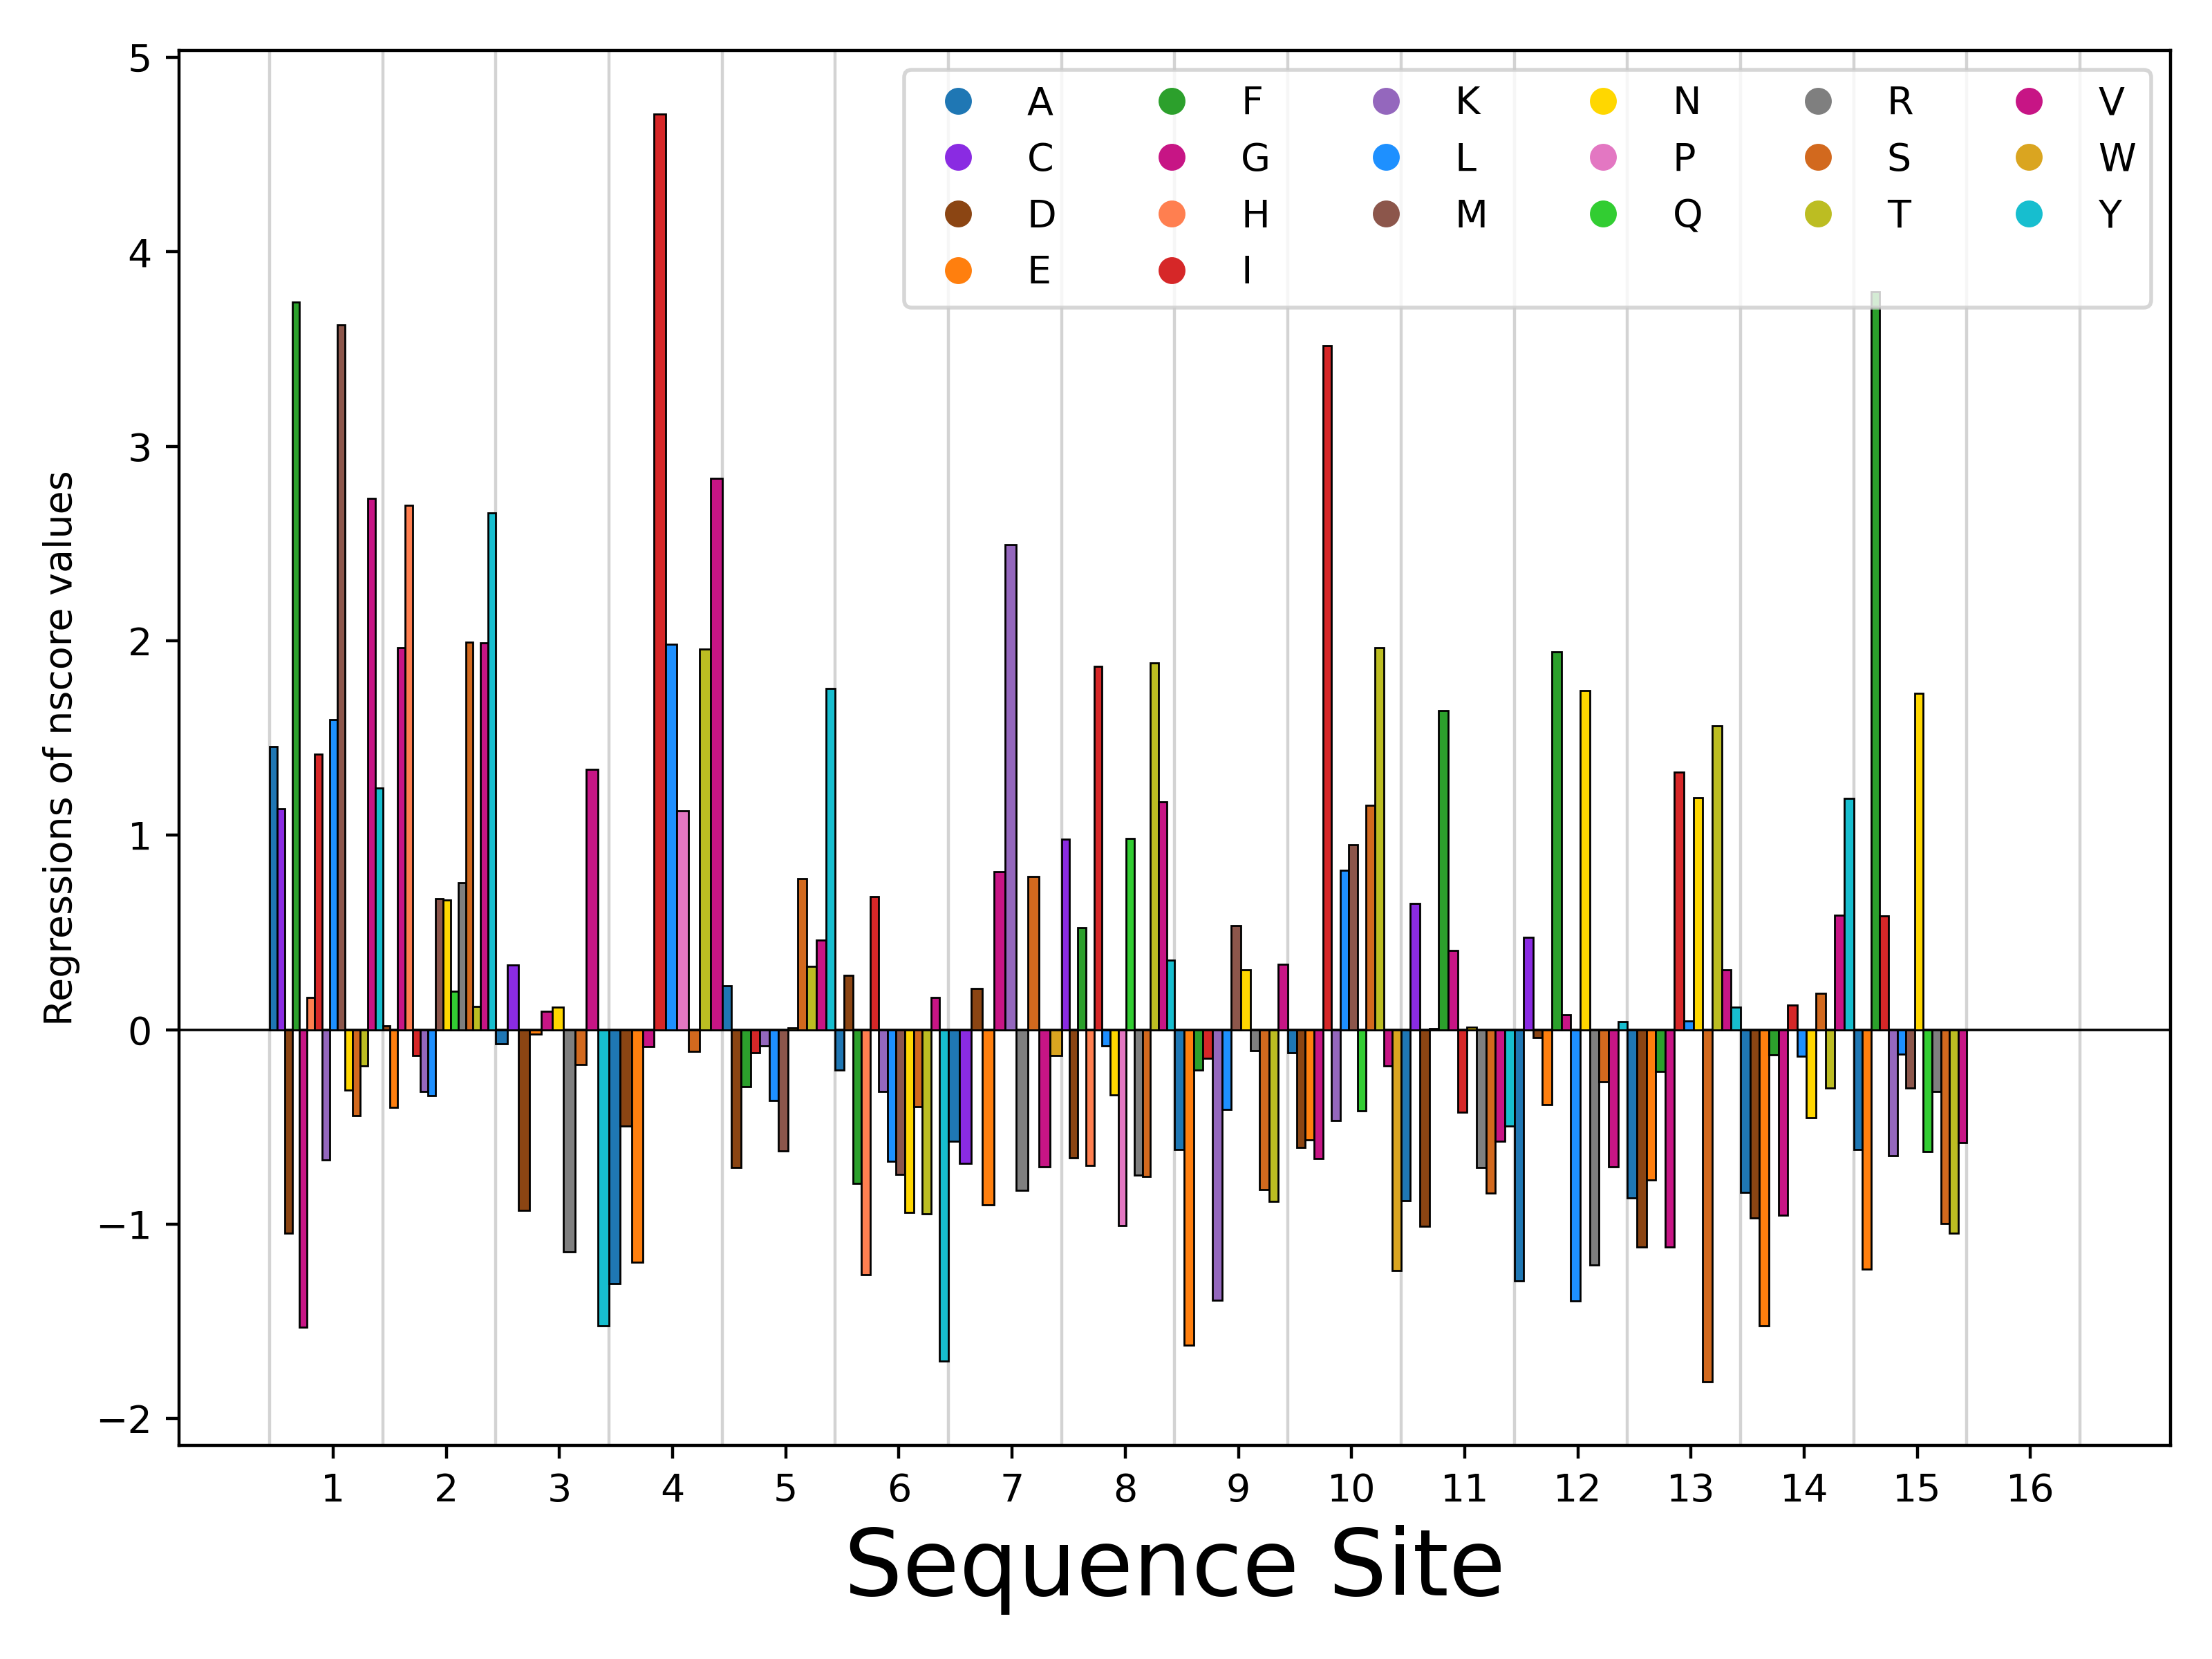 5
4
3
2
1
0
−1
−2
Regressions of nscore values
A F K N R V
C G L P S W
D H M Q T Y
E I
1 2 3 4 5 6 7 8 9 10 11 12 13 14 15 16
Sequence Site